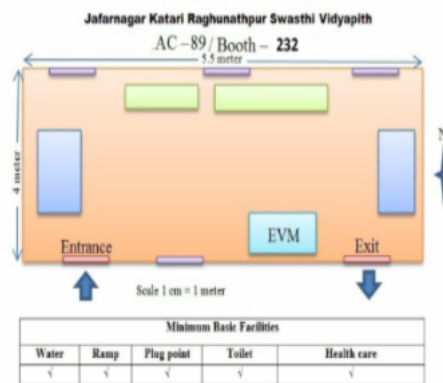 Jafarnagar Katari Raghunathpur Swasthi Vidyapith
AC -89/ Booth - 232
5.5 meter
4 meter
N
EVM
Entrance
Exit
Scale 1 cm = 1 meter
Minimum Basic Facilities
Water Ramp Plug point Toilet Health care
√ √ √ √ √